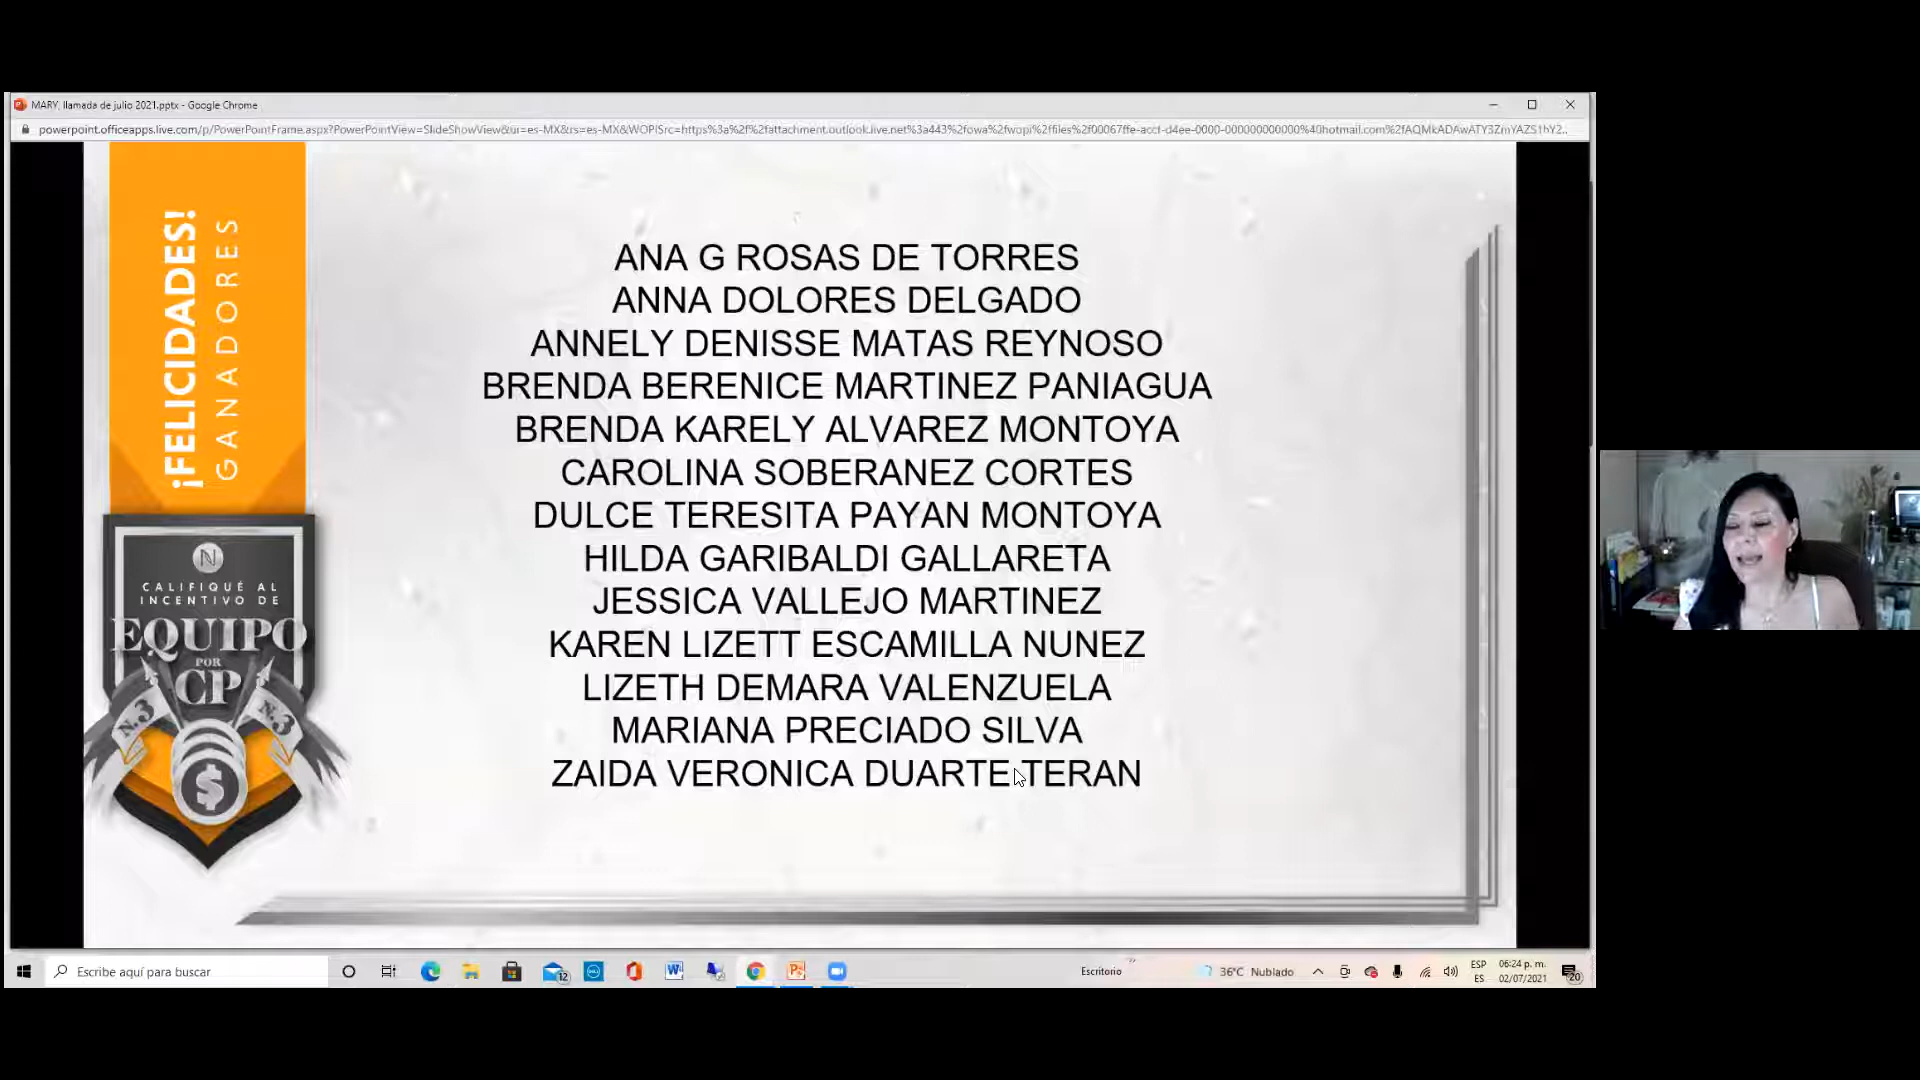 MARY, llamada de julio 2021.pptx - Google Chrome
¡FELICIDADES!
GANADORES
N
CALIFIQUÉ AL
INCENTIVO DE
EQUIPO
POR
CP
N.3 N.3
$
ANA G ROSAS DE TORRES
ANNA DOLORES DELGADO
ANNELY DENISSE MATAS REYNOSO
BRENDA BERENICE MARTINEZ PANIAGUA
BRENDA KARELY ALVAREZ MONTOYA
CAROLINA SOBERANEZ CORTES
DULCE TERESITA PAYAN MONTOYA
HILDA GARIBALDI GALLARETA
JESSICA VALLEJO MARTINEZ
KAREN LIZETT ESCAMILLA NUNEZ
LIZETH DEMARA VALENZUELA
MARIANA PRECIADO SILVA
ZAIDA VERONICA DUARTE TERAN
Escribe aquí para buscar
12
Escritorio
36°C Nublado
ESP
ES
06:24 p. m.
02/07/2021
20